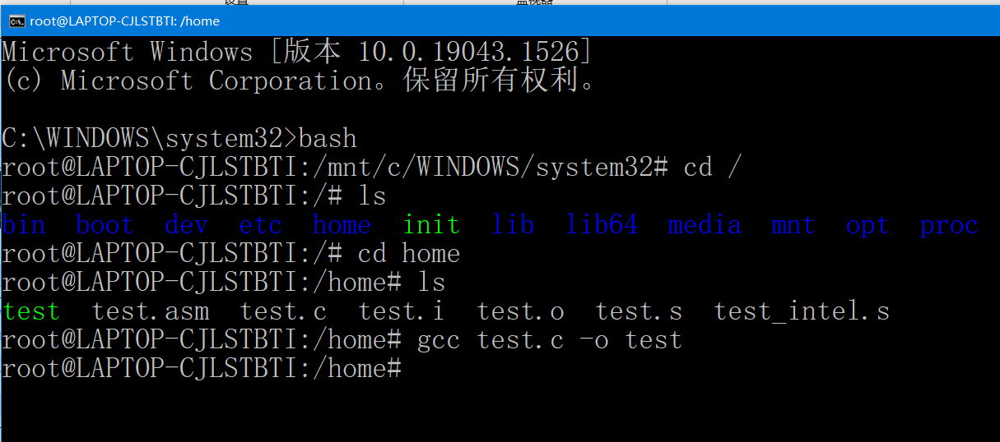 root@LAPTOP-CJLSTBTI: /home
Microsoft Windows [版本 10.0.19043.1526]
(c) Microsoft Corporation。保留所有权利。
C:\WINDOWS\system32>bash
root@LAPTOP-CJLSTBTI:/mnt/c/WINDOWS/system32# cd /
root@LAPTOP-CJLSTBTI:/# ls
bin boot dev etc home init lib lib64 media mnt opt proc
root@LAPTOP-CJLSTBTI:/# cd home
root@LAPTOP-CJLSTBTI:/home# ls
test test.asm test.c test.i test.o test.s test_intel.s
root@LAPTOP-CJLSTBTI:/home# gcc test.c -o test
root@LAPTOP-CJLSTBTI:/home#